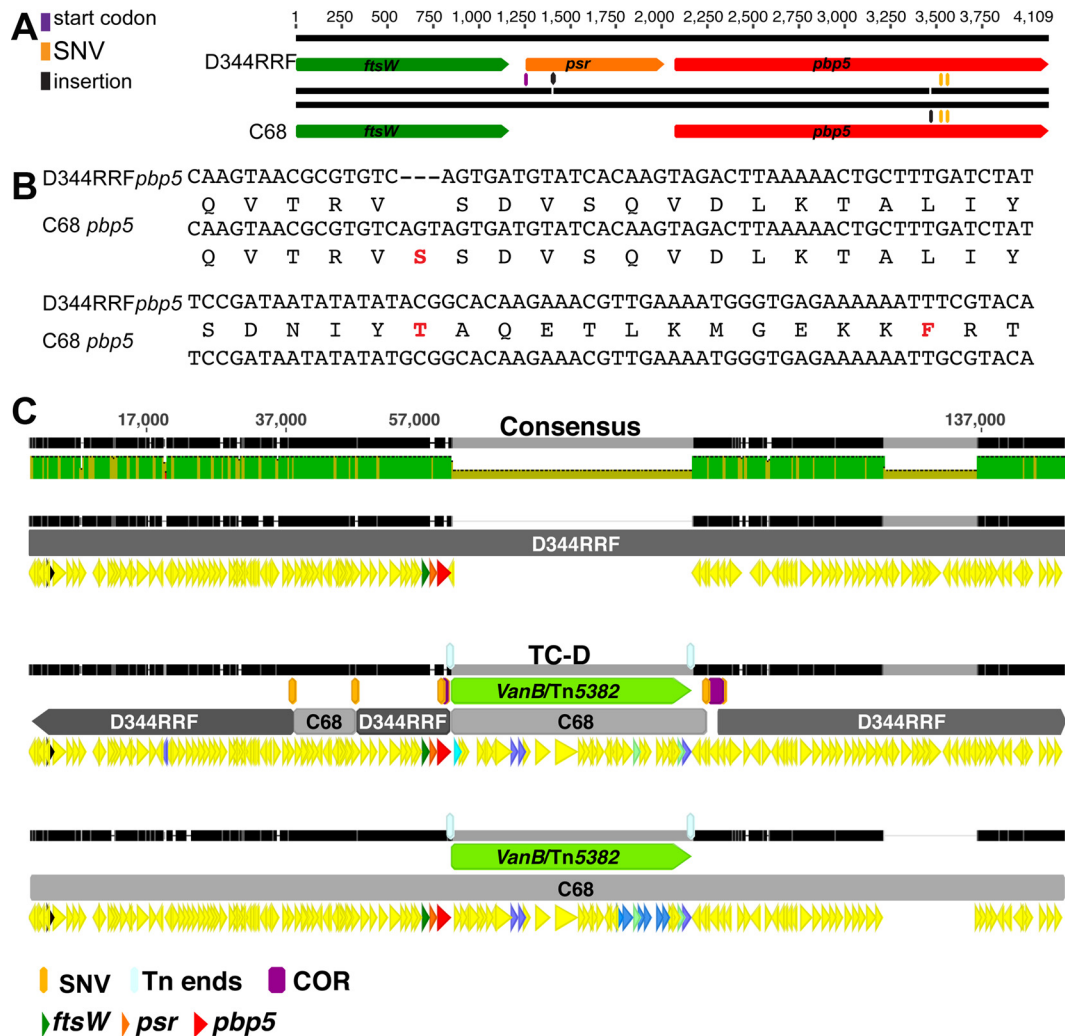 A
start codon
SNV
insertion
1 250 500 750 1,000 1,250 1,500 1,750 2,000 2,250 2,500 2,750 3,000 3,250 3,500 3,750 4,109
D344RRF
ftsW psr pbp5
C68
ftsW pbp5
B
D344RRFpbp5 CAAGTAACGCGTGTC---AGTGATGTATCACAAGTAGACTTAAAAACTGCTTTGATCTAT
Q V T R V S D V S Q V D L K T A L I Y
C68 pbp5
CAAGTAACGCGTGTCAGTAGTGATGTATCACAAGTAGACTTAAAAACTGCTTTGATCTAT
Q V T R V S S D V S Q V D L K T A L I Y
D344RRFpbp5 TCCGATAATATATATACGGCACAAGAAACGTTGAAAATGGGTGAGAAAAAATTTCGTACA
S D N I Y T A Q E T L K M G E K K F R T
C68 pbp5
TCCGATAATATATATGCGGCACAAGAAACGTTGAAAATGGGTGAGAAAAAATTGCGTACA
C
17,000 37,000 57,000 137,000
Consensus
D344RRF
TC-D
VanB/Tn5382
D344RRF C68 D344RRF C68 D344RRF
VanB/Tn5382
C68
SNV Tn ends COR
ftsW psr pbp5